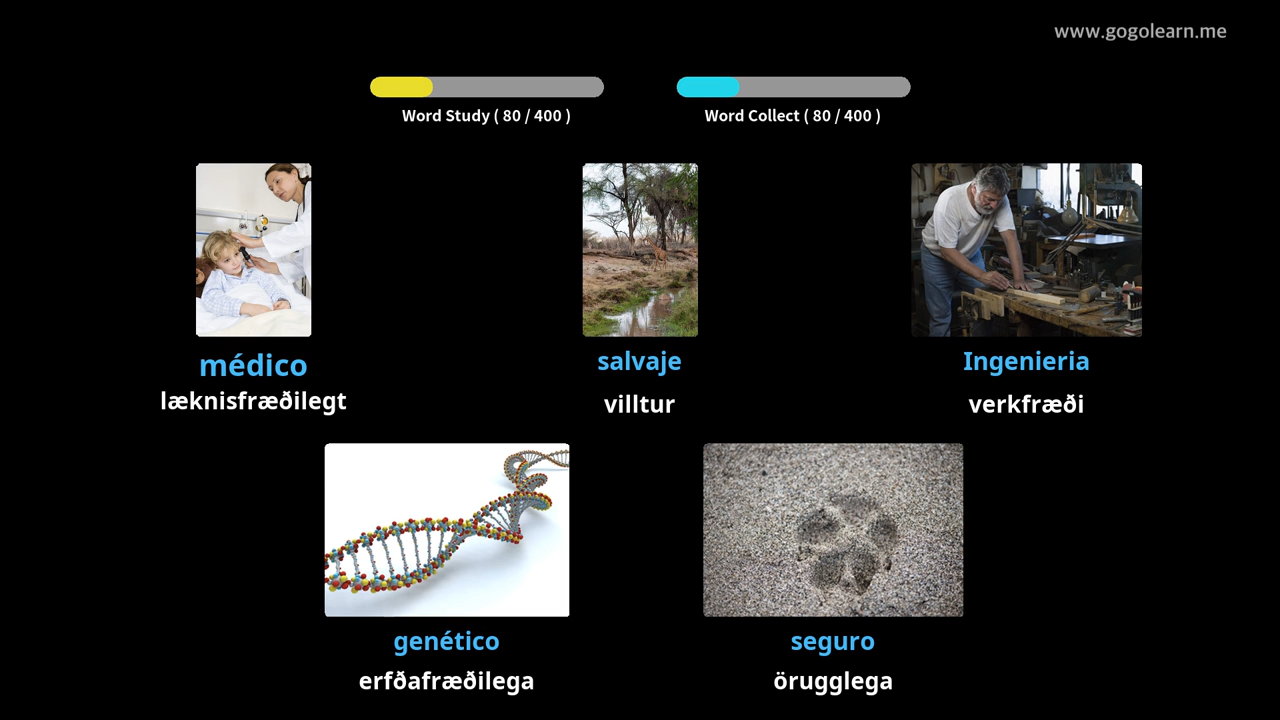 www.gogolearn.me
Word Study ( 80 / 400 )
Word Collect ( 80 / 400 )
médico
læknisfræðilegt
salvaje
villtur
Ingenieria
verkfræði
genético
erfðafræðilega
seguro
örugglega